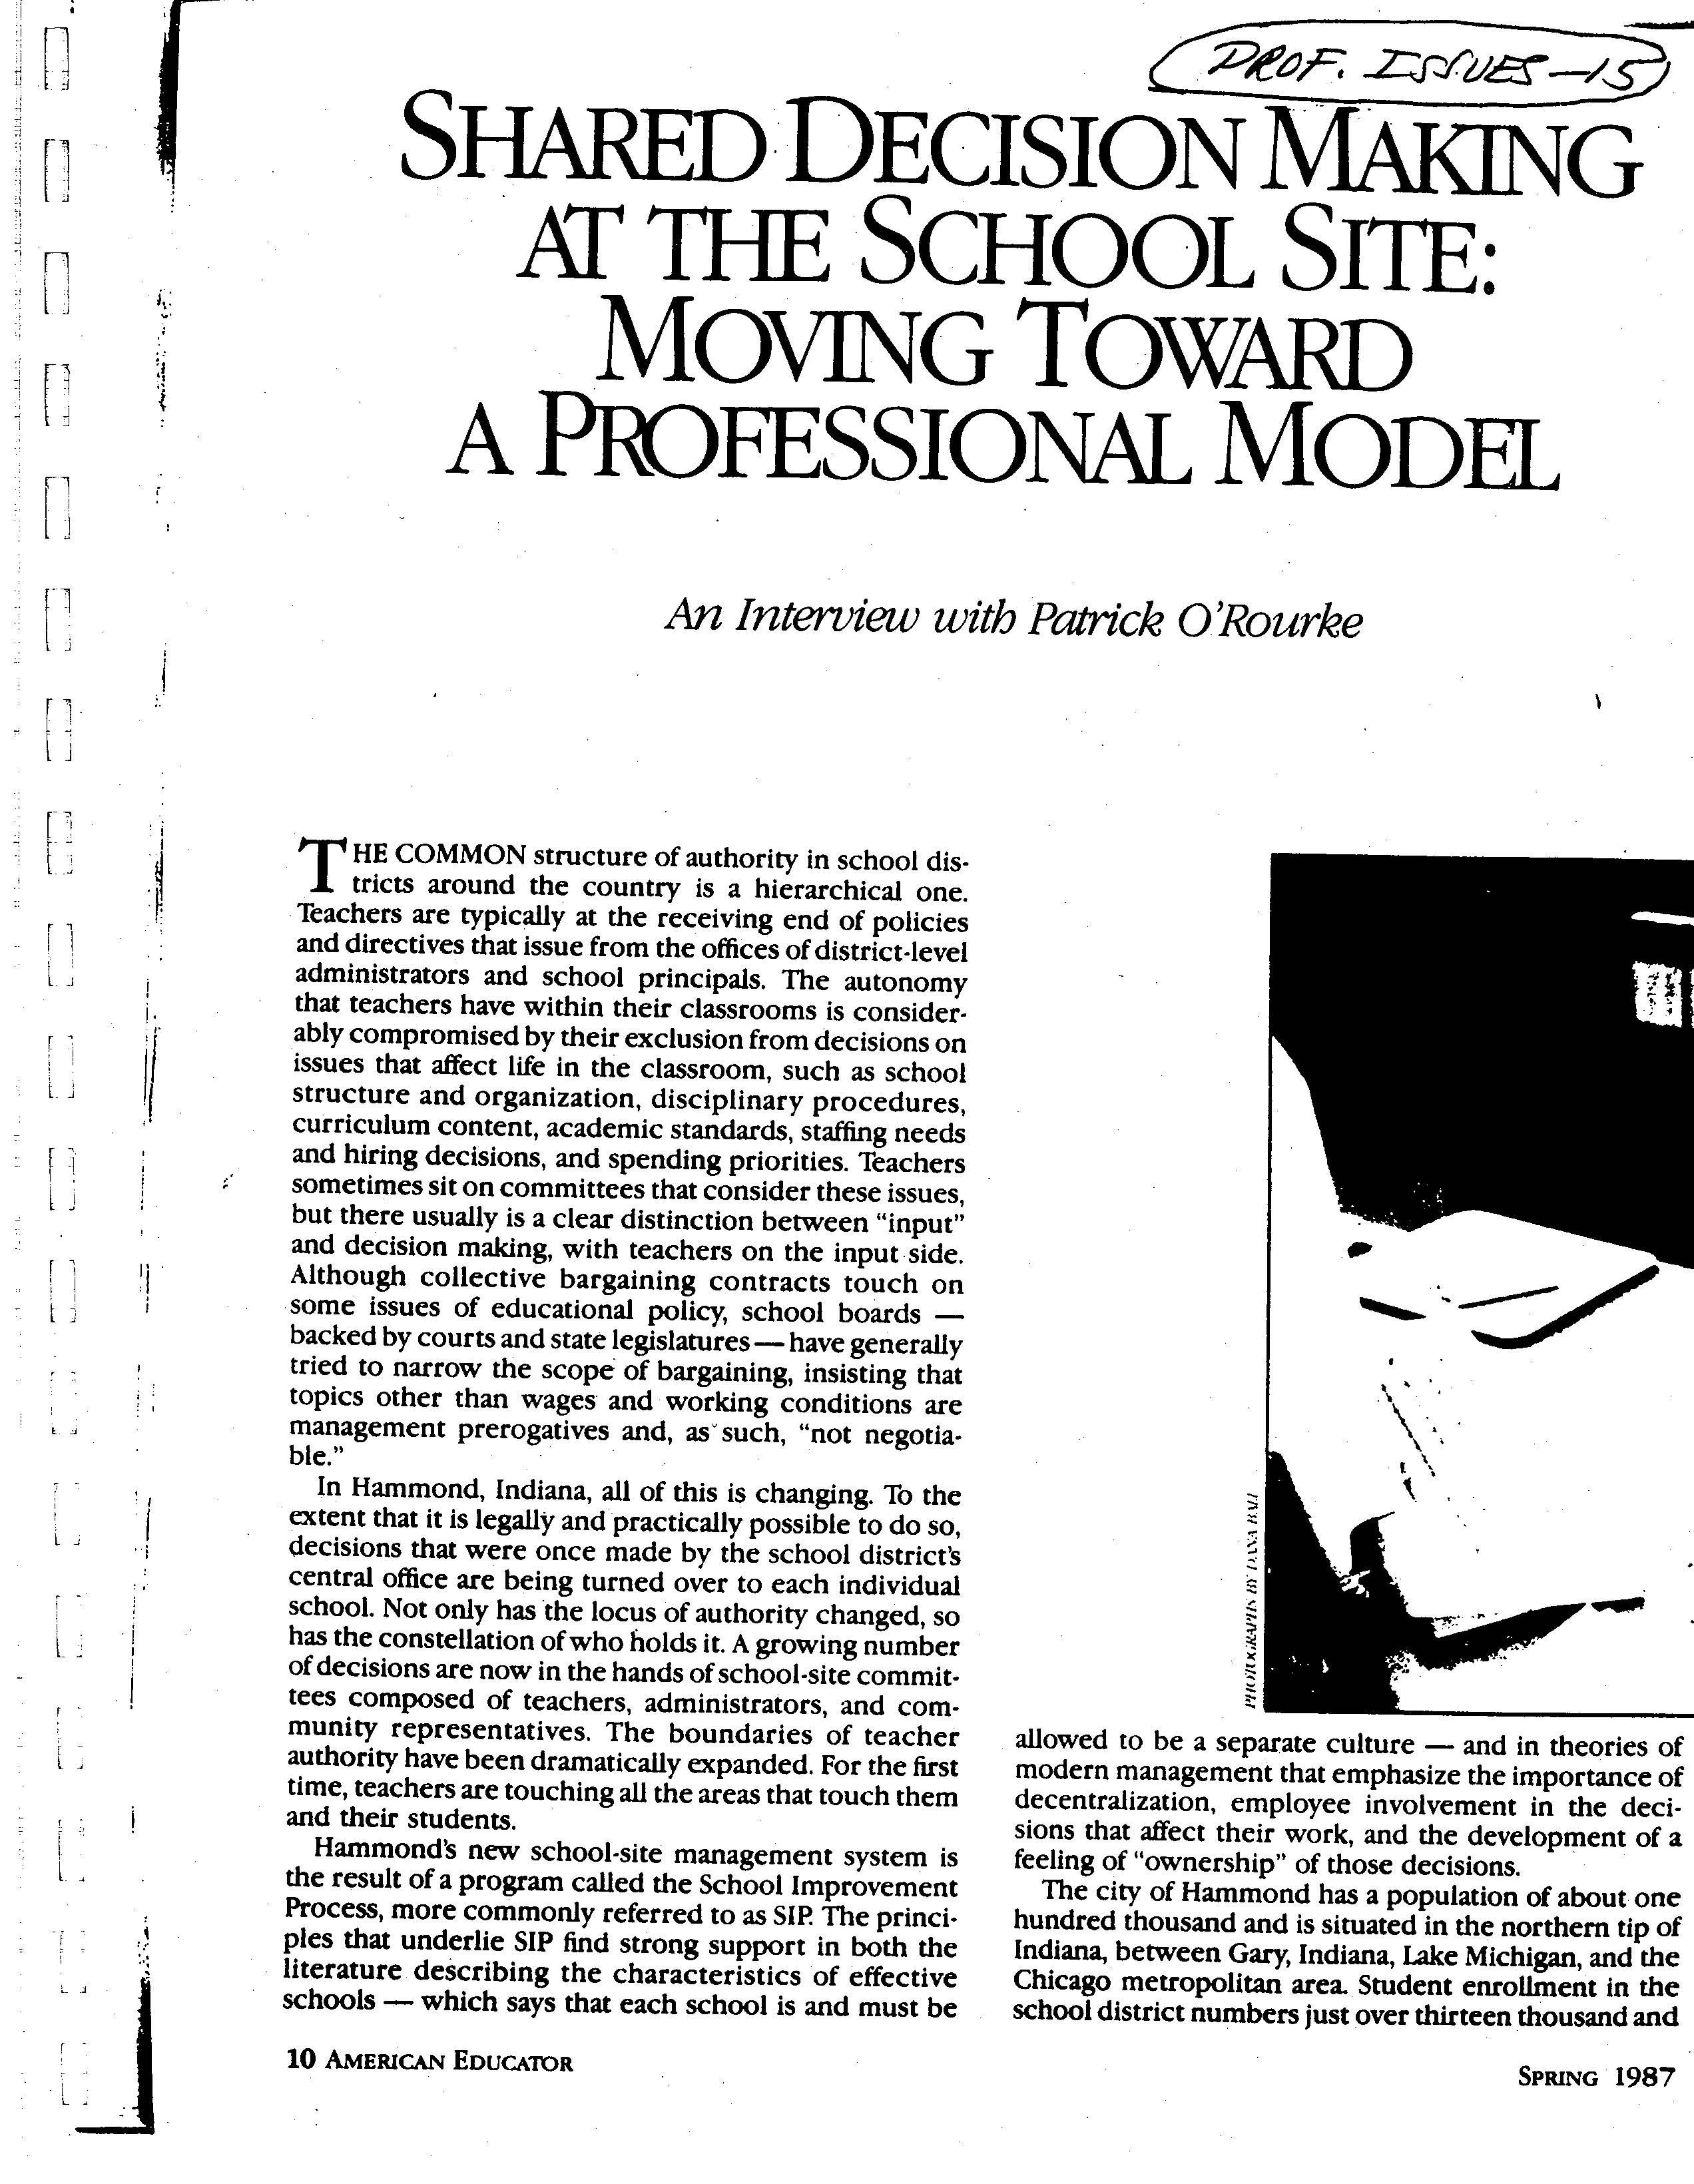 PROF. ISSUES-15
SHARED DECISION MAKING
AT THE SCHOOL SITE:
MOVING TOWARD
A PROFESSIONAL MODEL
An Interview with Patrick O'Rourke
THE COMMON structure of authority in school dis-
tricts around the country is a hierarchical one.
Teachers are typically at the receiving end of policies
and directives that issue from the offices of district-level
administrators and school principals. The autonomy
that teachers have within their classrooms is consider-
ably compromised by their exclusion from decisions on
issues that affect life in the classroom, such as school
structure and organization, disciplinary procedures,
curriculum content, academic standards, staffing needs
and hiring decisions, and spending priorities. Teachers
sometimes sit on committees that consider these issues,
but there usually is a clear distinction between "input"
and decision making, with teachers on the input side.
Although collective bargaining contracts touch on
some issues of educational policy, school boards —
backed by courts and state legislatures — have generally
tried to narrow the scope of bargaining, insisting that
topics other than wages and working conditions are
management prerogatives and, as such, "not negotia-
ble."
In Hammond, Indiana, all of this is changing. To the
extent that it is legally and practically possible to do so,
decisions that were once made by the school district's
central office are being turned over to each individual
school. Not only has the locus of authority changed, so
has the constellation of who holds it. A growing number
of decisions are now in the hands of school-site commit-
tees composed of teachers, administrators, and com-
munity representatives. The boundaries of teacher
authority have been dramatically expanded. For the first
time, teachers are touching all the areas that touch them
and their students.
Hammond's new school-site management system is
the result of a program called the School Improvement
Process, more commonly referred to as SIP. The princi-
ples that underlie SIP find strong support in both the
literature describing the characteristics of effective
schools — which says that each school is and must be
PHOTOGRAPHS BY DANA BALI
allowed to be a separate culture — and in theories of
modern management that emphasize the importance of
decentralization, employee involvement in the deci-
sions that affect their work, and the development of a
feeling of "ownership" of those decisions.
The city of Hammond has a population of about one
hundred thousand and is situated in the northern tip of
Indiana, between Gary, Indiana, Lake Michigan, and the
Chicago metropolitan area. Student enrollment in the
school district numbers just over thirteen thousand and
10 AMERICAN EDUCATOR
SPRING 1987